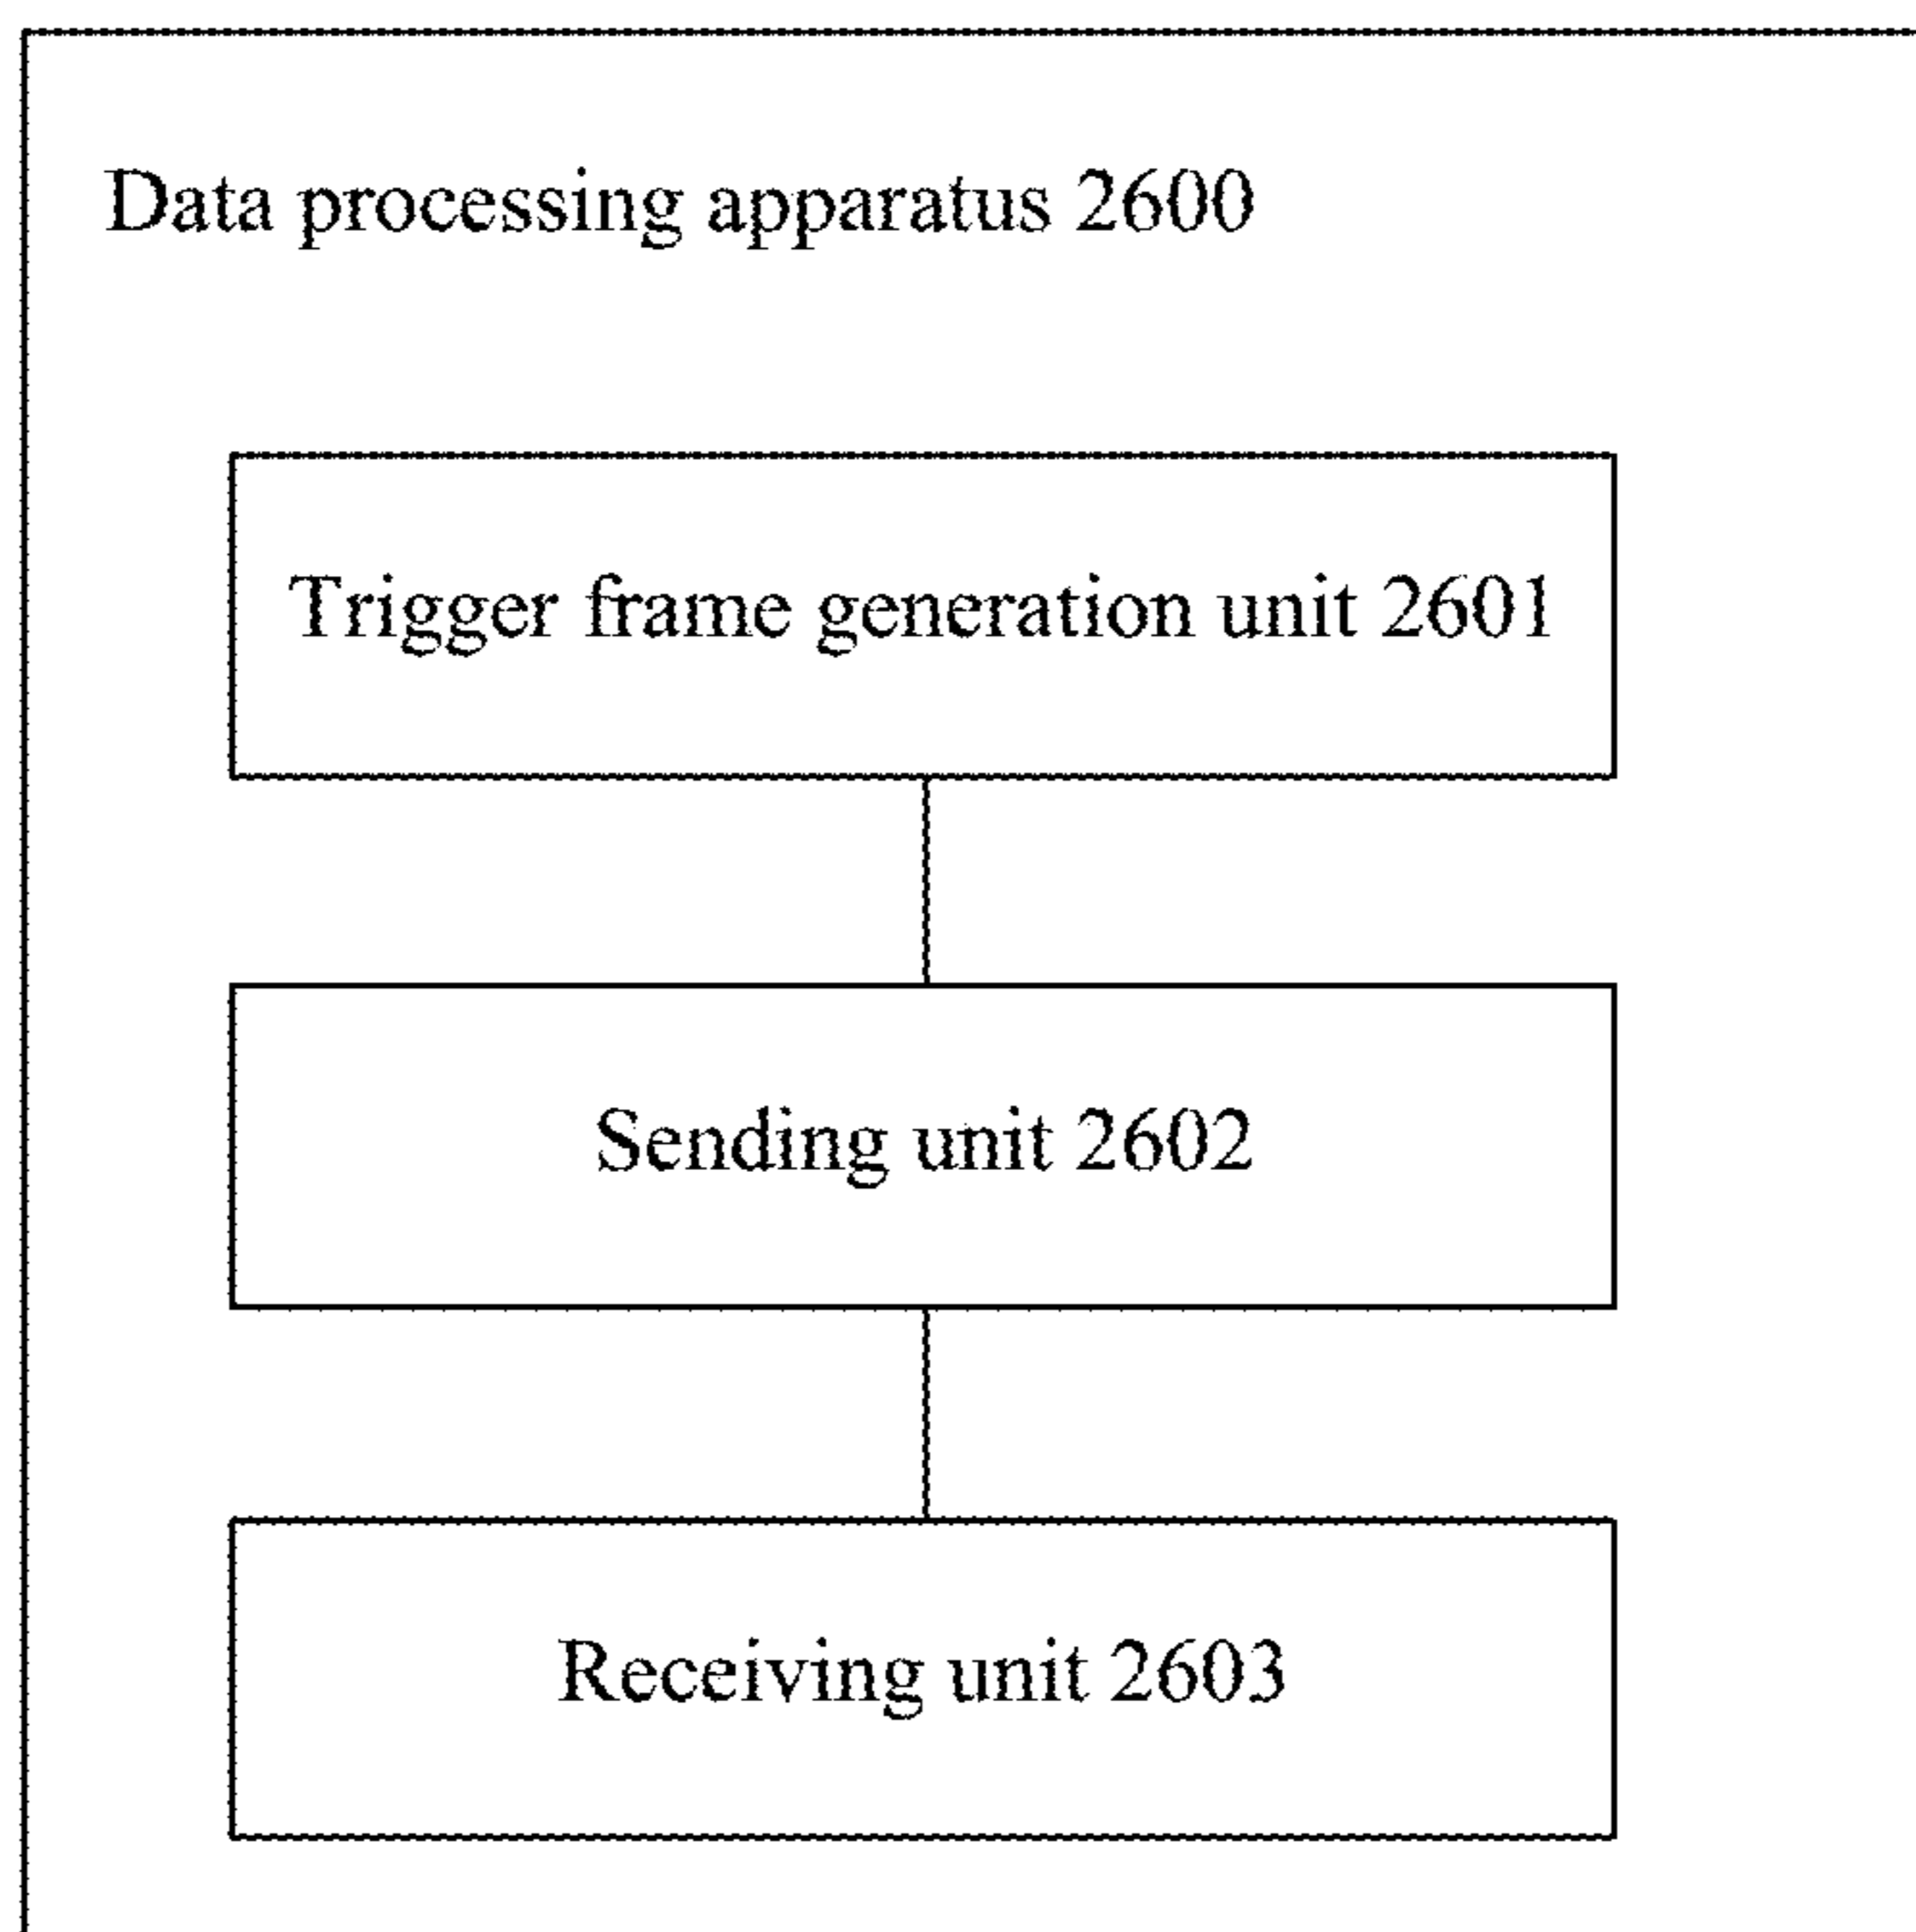 Data processing apparatus 2600
Trigger frame generation unit 2601
Sending unit 2602
Receiving unit 2603